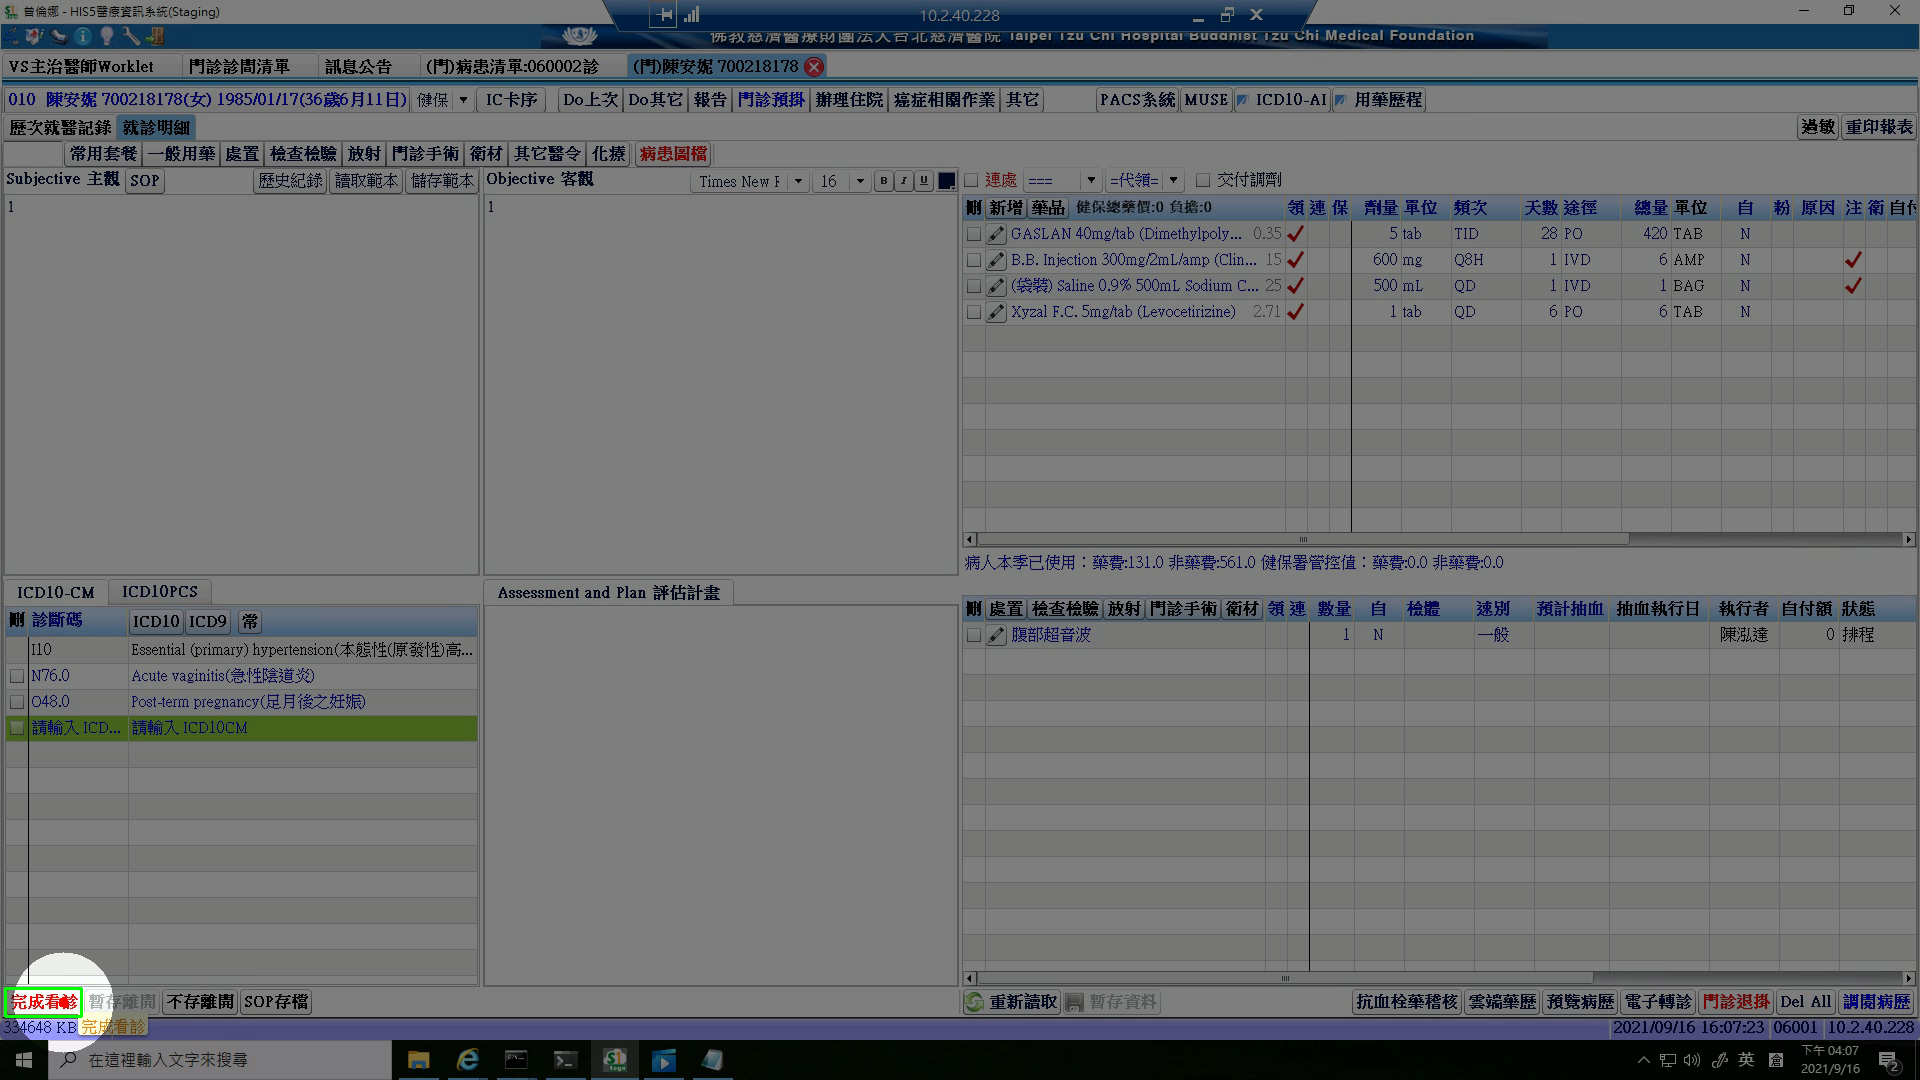 曾倫娜 - HIS5醫療資訊系統(Staging)
10.2.40.228
佛教慈濟醫療財團法人台北慈濟醫院 Taipei Tzu Chi Hospital Buddhist Tzu Chi Medical Foundation
VS主治醫師Worklet 門診診間清單 訊息公告 (門)病患清單:060002診 (門)陳安妮 700218178
010 陳安妮 700218178(女) 1985/01/17(36歲6月11日) 健保 IC卡序 Do上次 Do其它 報告 門診預掛 辦理住院 癌症相關作業 其它 PACS系統 MUSE ICD10-AI 用藥歷程
歷次就醫記錄 就診明細 過敏 重印報表
常用套餐 一般用藥 處置 檢查檢驗 放射 門診手術 衛材 其它醫令 化療 病患圖檔
Subjective 主觀 SOP 歷史紀錄 讀取範本 儲存範本 Objective 客觀 Times New F 16 B I U 連處 === =代領= 交付調劑
1 1
刪 新增 藥品 健保總藥價:0 負擔:0 領 連 保 劑量 單位 頻次 天數 途徑 總量 單位 自 粉 原因 注 衛 自付
GASLAN 40mg/tab (Dimethylpoly... 0.35 5 tab TID 28 PO 420 TAB N
B.B. Injection 300mg/2mL/amp (Clin... 15 600 mg Q8H 1 IVD 6 AMP N
(袋裝) Saline 0.9% 500mL Sodium C... 25 500 mL QD 1 IVD 1 BAG N
Xyzal F.C. 5mg/tab (Levocetirizine) 2.71 1 tab QD 6 PO 6 TAB N
病人本季已使用：藥費:131.0 非藥費:561.0 健保署管控值：藥費:0.0 非藥費:0.0
ICD10-CM ICD10PCS Assessment and Plan 評估計畫
刪 診斷碼 ICD10 ICD9 常
I10 Essential (primary) hypertension(本態性(原發性)高...
N76.0 Acute vaginitis(急性陰道炎)
O48.0 Post-term pregnancy(足月後之妊娠)
請輸入 ICD... 請輸入 ICD10CM
刪 處置 檢查檢驗 放射 門診手術 衛材 領 連 數量 自 檢體 速別 預計抽血 抽血執行日 執行者 自付額 狀態
腹部超音波 1 N 一般 陳泓達 0 排程
完成看診 暫存離開 不存離開 SOP存檔 重新讀取 暫存資料 抗血栓藥稽核 雲端藥歷 預覽病歷 電子轉診 門診退掛 Del All 調閱病歷
334648 KB 完成看診 2021/09/16 16:07:23 06001 10.2.40.228
在這裡輸入文字來搜尋 英 下午 04:07
2021/9/16 2